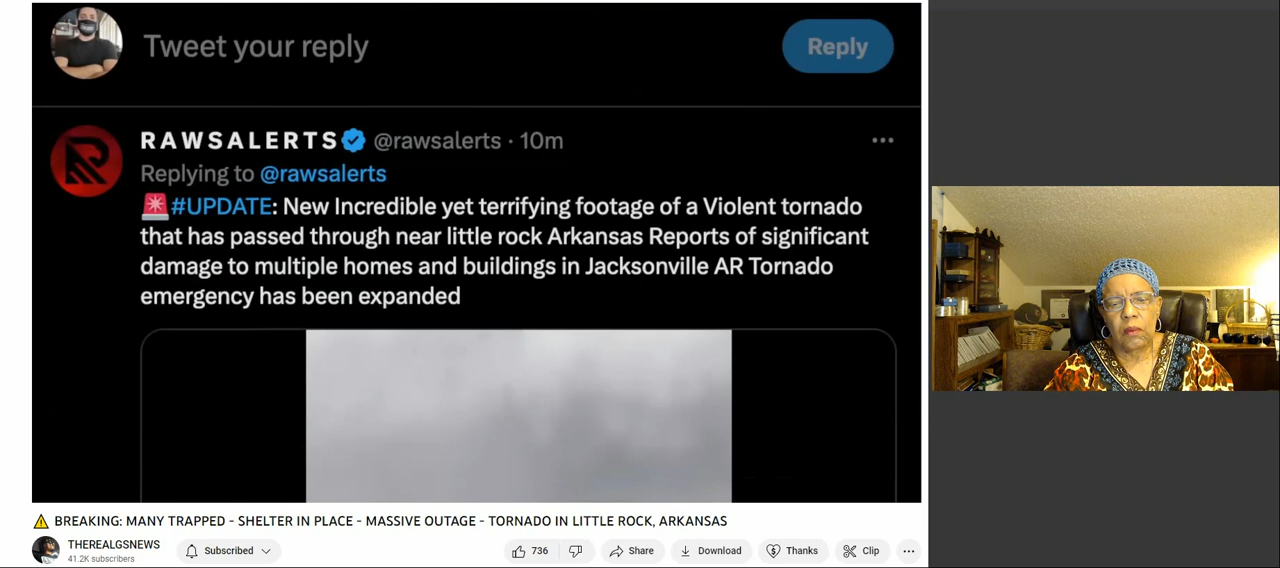 Tweet your reply
Reply
RAWSALERTS @rawsalerts · 10m
Replying to @rawsalerts
🚨#UPDATE: New Incredible yet terrifying footage of a Violent tornado
that has passed through near little rock Arkansas Reports of significant
damage to multiple homes and buildings in Jacksonville AR Tornado
emergency has been expanded
⚠️ BREAKING: MANY TRAPPED - SHELTER IN PLACE - MASSIVE OUTAGE - TORNADO IN LITTLE ROCK, ARKANSAS
THEREALGSNEWS
41.2K subscribers
Subscribed
736
Share
Download
Thanks
Clip